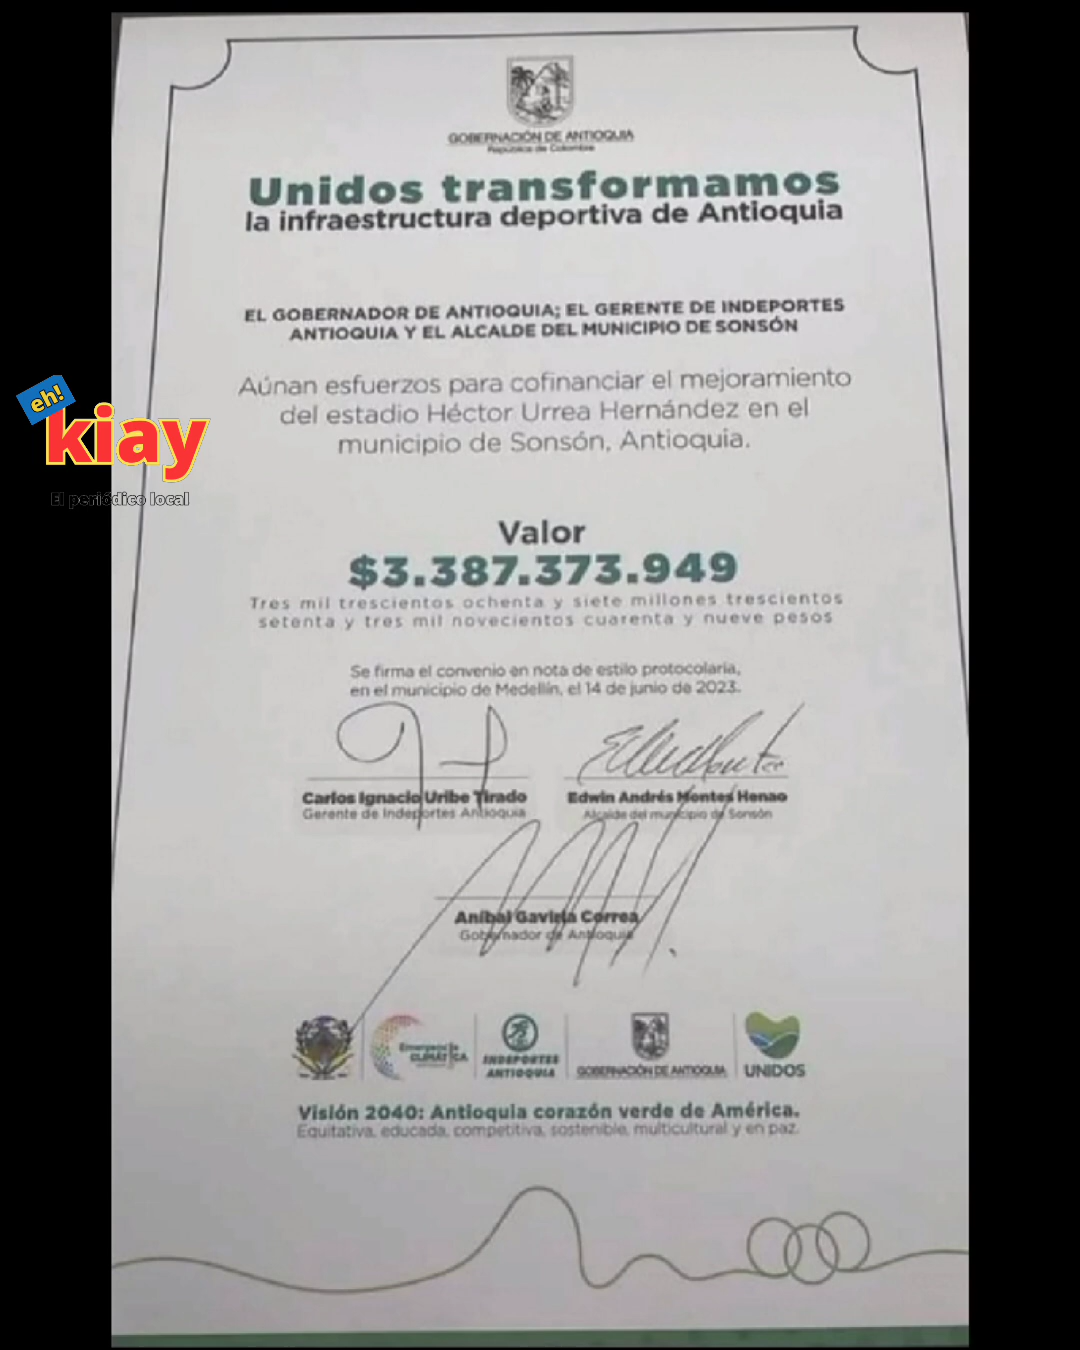 GOBERNACIÓN DE ANTIOQUIA
República de Colombia
Unidos transformamos
la infraestructura deportiva de Antioquia
EL GOBERNADOR DE ANTIOQUIA; EL GERENTE DE INDEPORTES
ANTIOQUIA Y EL ALCALDE DEL MUNICIPIO DE SONSÓN
Aúnan esfuerzos para cofinanciar el mejoramiento
del estadio Héctor Urrea Hernández en el
municipio de Sonsón, Antioquia.
eh!
kiay
El periódico local
Valor
$3.387.373.949
Tres mil trescientos ochenta y siete millones trescientos
setenta y tres mil novecientos cuarenta y nueve pesos
Se firma el convenio en nota de estilo protocolaria,
en el municipio de Medellín, el 14 de junio de 2023.
Carlos Ignacio Uribe Tirado
Gerente de Indeportes Antioquia
Edwin Andrés Montes Henao
Alcalde del municipio de Sonsón
Aníbal Gaviria Correa
Gobernador de Antioquia
Emergencia
CLIMÁTICA
INDEPORTES
ANTIOQUIA
GOBERNACIÓN DE ANTIOQUIA
UNIDOS
Visión 2040: Antioquia corazón verde de América.
Equitativa, educada, competitiva, sostenible, multicultural y en paz.